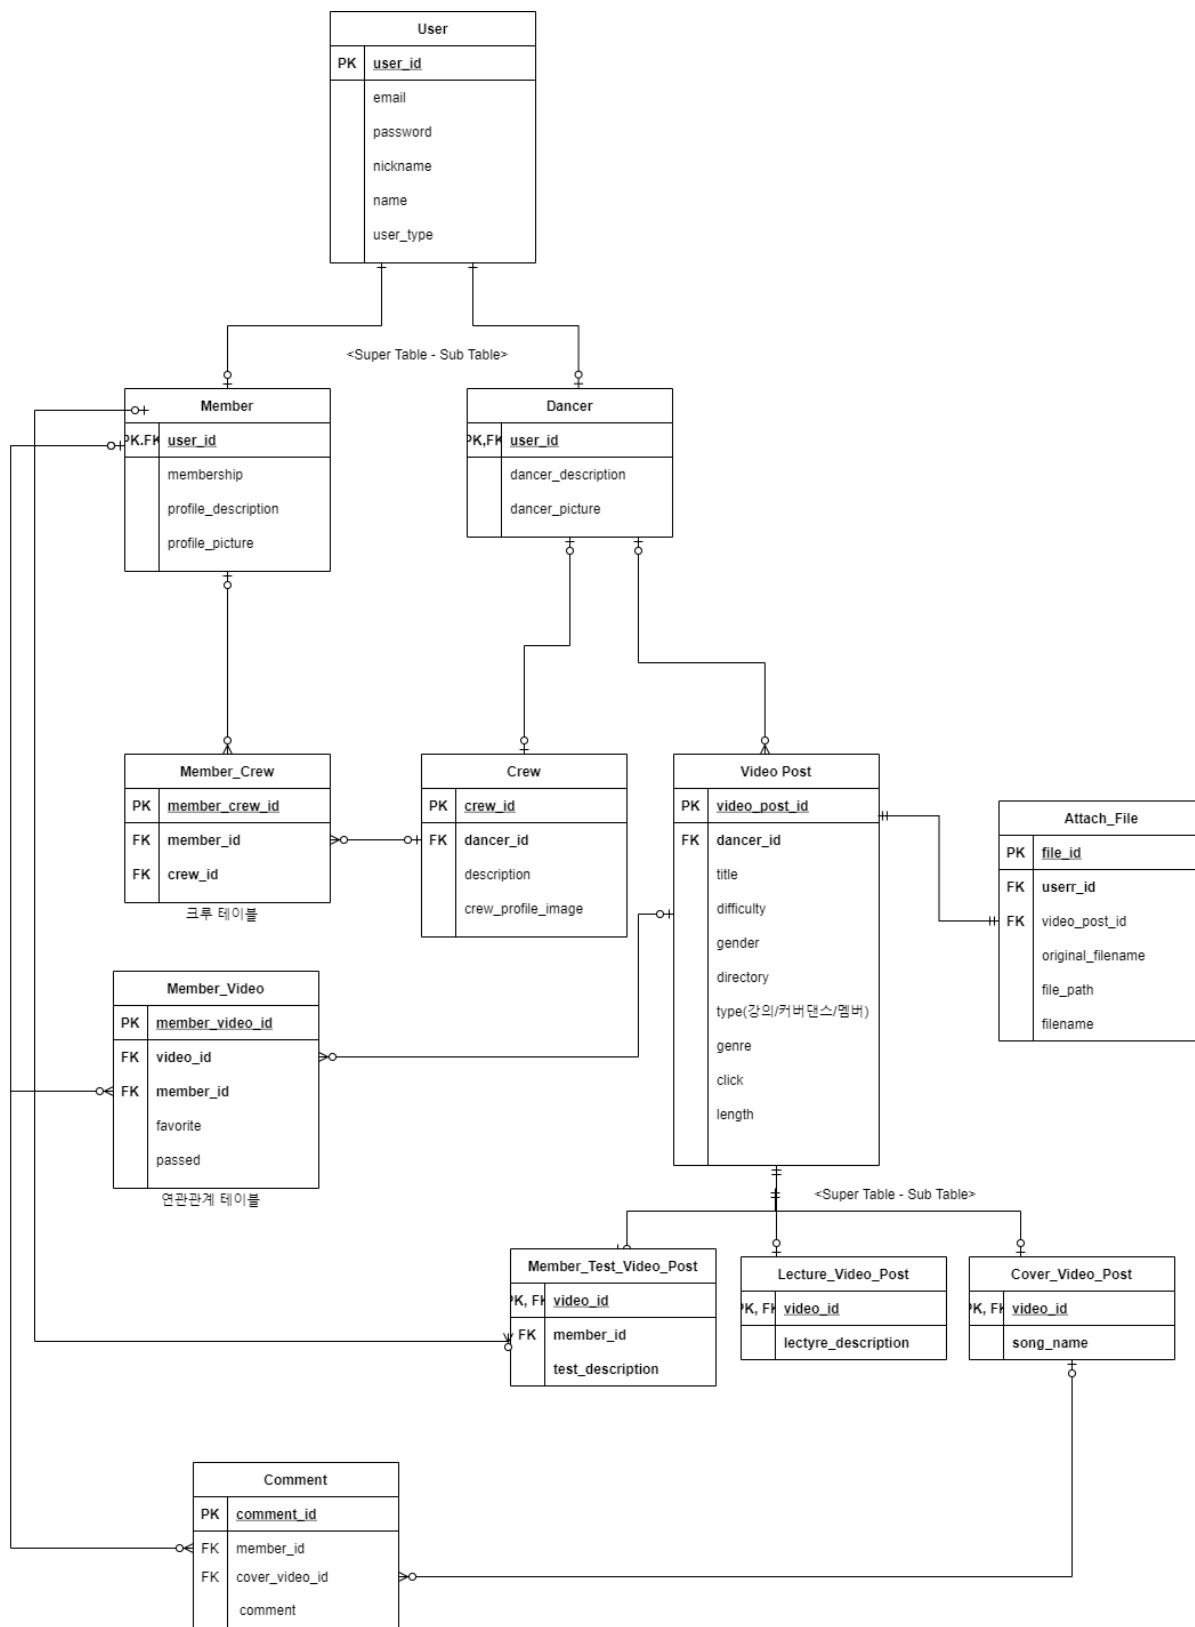 User
PK user_id
email
password
nickname
name
user_type
<Super Table - Sub Table>
Member
PK.FK user_id
membership
profile_description
profile_picture
Dancer
PK,FK user_id
dancer_description
dancer_picture
Member_Crew
PK member_crew_id
FK member_id
FK crew_id
크루 테이블
Crew
PK crew_id
FK dancer_id
description
crew_profile_image
Video Post
PK video_post_id
FK dancer_id
title
difficulty
gender
directory
type(강의/커버댄스/멤버)
genre
click
length
Attach_File
PK file_id
FK userr_id
FK video_post_id
original_filename
file_path
filename
Member_Video
PK member_video_id
FK video_id
FK member_id
favorite
passed
연관관계 테이블
<Super Table - Sub Table>
Member_Test_Video_Post
PK, FK video_id
FK member_id
test_description
Lecture_Video_Post
PK, FK video_id
lectyre_description
Cover_Video_Post
PK, FK video_id
song_name
Comment
PK comment_id
FK member_id
FK cover_video_id
comment